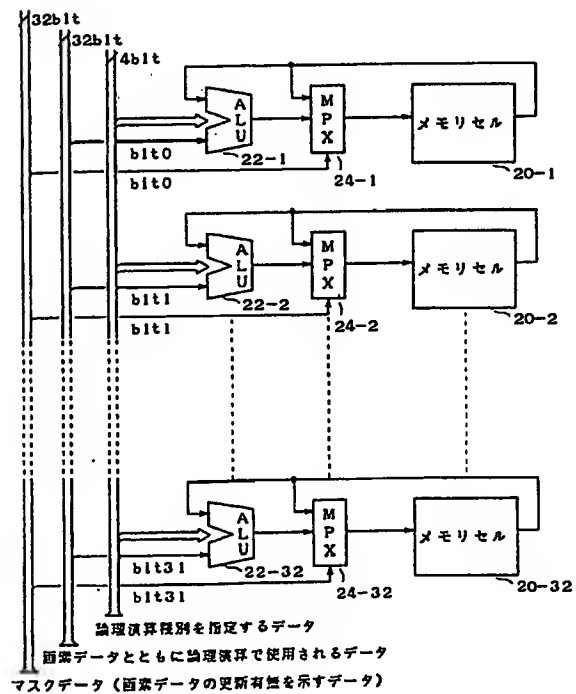 32bit
32bit
4bit
ALU
MPX
メモリセル
22-1
24-1
20-1
bit0
bit0
ALU
MPX
メモリセル
22-2
24-2
20-2
bit1
bit1
ALU
MPX
メモリセル
22-32
24-32
20-32
bit31
bit31
論理演算種別を指定するデータ
画素データとともに論理演算で使用されるデータ
マスクデータ（画素データの更新有無を示すデータ）